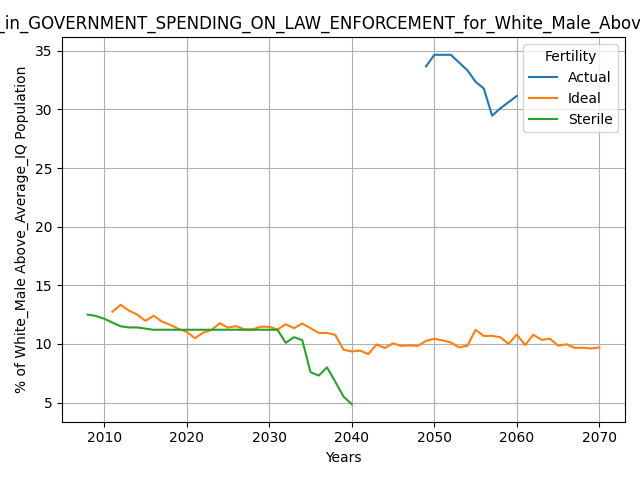 _in_GOVERNMENT_SPENDING_ON_LAW_ENFORCEMENT_for_White_Male_Abov
% of White_Male Above_Average_IQ Population
35
30
25
20
15
10
5
Fertility
Actual
Ideal
Sterile
2010 2020 2030 2040 2050 2060 2070
Years